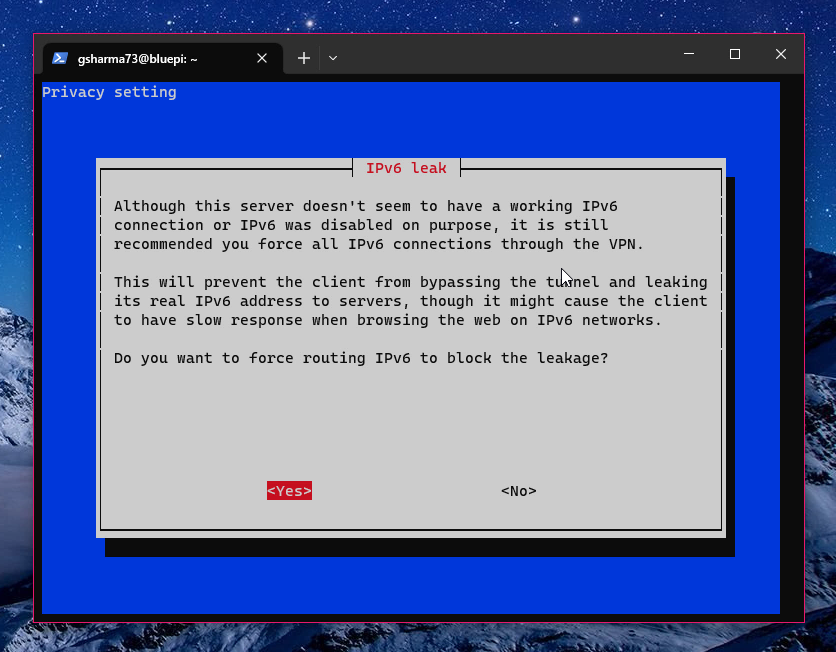 gsharma73@bluepi: ~
Privacy setting
IPv6 leak
Although this server doesn't seem to have a working IPv6
connection or IPv6 was disabled on purpose, it is still
recommended you force all IPv6 connections through the VPN.
This will prevent the client from bypassing the tunnel and leaking
its real IPv6 address to servers, though it might cause the client
to have slow response when browsing the web on IPv6 networks.
Do you want to force routing IPv6 to block the leakage?
<Yes> <No>